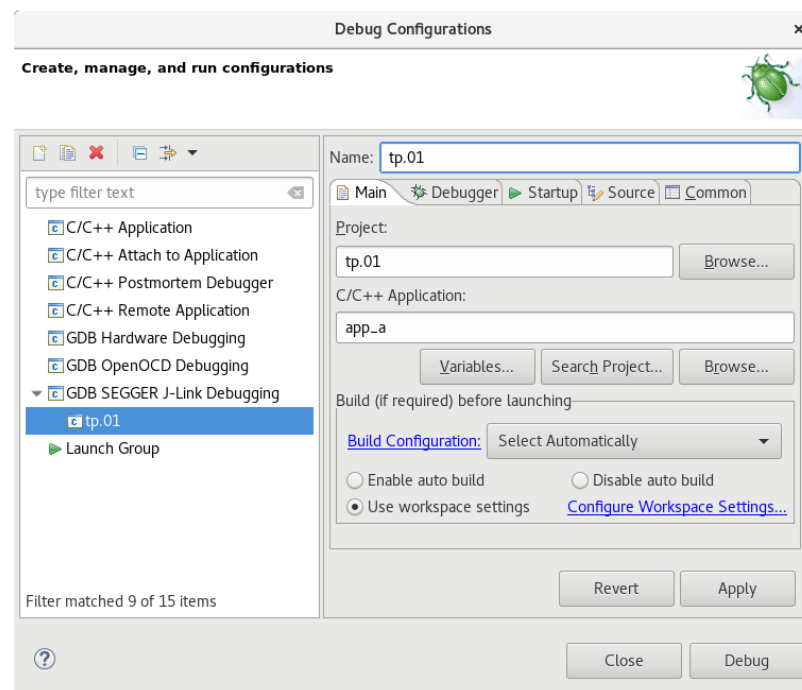 Debug Configurations
Create, manage, and run configurations
type filter text
C/C++ Application
C/C++ Attach to Application
C/C++ Postmortem Debugger
C/C++ Remote Application
GDB Hardware Debugging
GDB OpenOCD Debugging
GDB SEGGER J-Link Debugging
tp.01
Launch Group
Filter matched 9 of 15 items
Name: tp.01
Main Debugger Startup Source Common
Project:
tp.01 Browse...
C/C++ Application:
app_a
Variables... Search Project... Browse...
Build (if required) before launching
Build Configuration: Select Automatically
Enable auto build Disable auto build
Use workspace settings Configure Workspace Settings...
Revert Apply
Close Debug